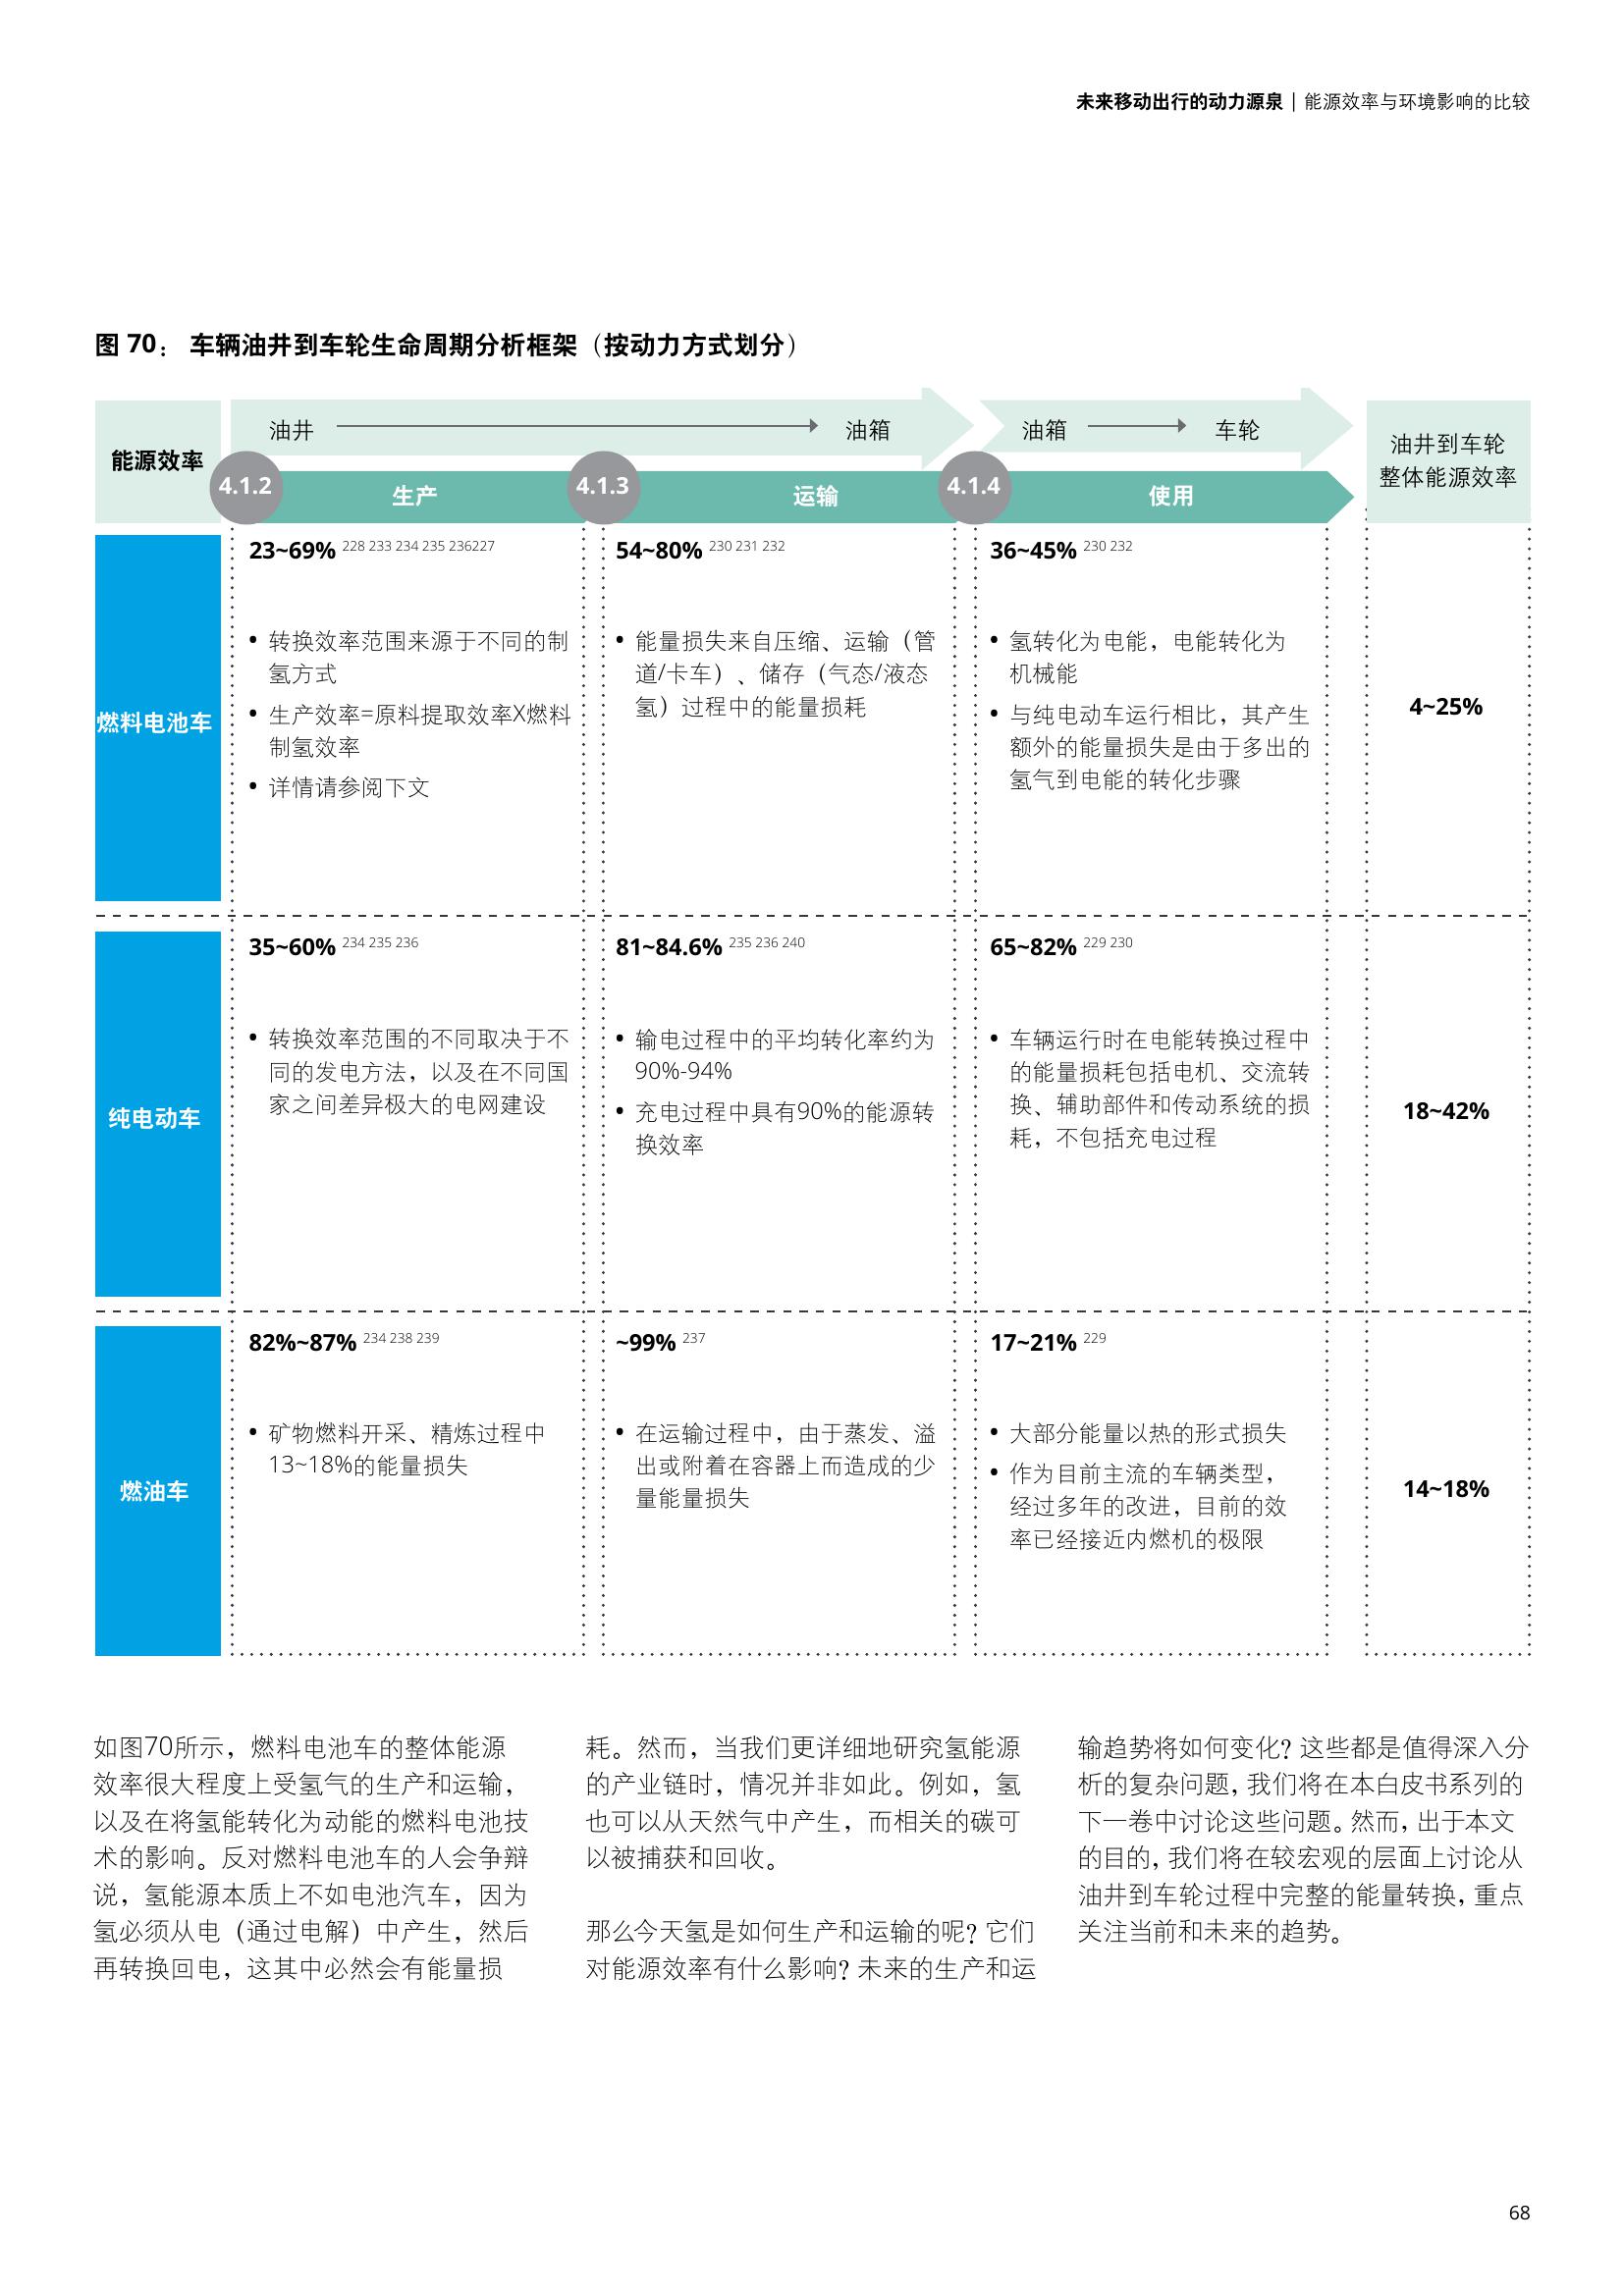 未来移动出行的动力源泉 | 能源效率与环境影响的比较
图 70： 车辆油井到车轮生命周期分析框架（按动力方式划分）
能源效率
油井
油箱
油箱
车轮
油井到车轮
整体能源效率
4.1.2
生产
4.1.3
运输
4.1.4
使用
燃料电池车
23~69% 228 233 234 235 236227
• 转换效率范围来源于不同的制
氢方式
• 生产效率=原料提取效率X燃料
制氢效率
• 详情请参阅下文
54~80% 230 231 232
• 能量损失来自压缩、运输（管
道/卡车）、储存（气态/液态
氢）过程中的能量损耗
36~45% 230 232
• 氢转化为电能，电能转化为
机械能
• 与纯电动车运行相比，其产生
额外的能量损失是由于多出的
氢气到电能的转化步骤
4~25%
纯电动车
35~60% 234 235 236
• 转换效率范围的不同取决于不
同的发电方法，以及在不同国
家之间差异极大的电网建设
81~84.6% 235 236 240
• 输电过程中的平均转化率约为
90%-94%
• 充电过程中具有90%的能源转
换效率
65~82% 229 230
• 车辆运行时在电能转换过程中
的能量损耗包括电机、交流转
换、辅助部件和传动系统的损
耗，不包括充电过程
18~42%
燃油车
82%~87% 234 238 239
• 矿物燃料开采、精炼过程中
13~18%的能量损失
~99% 237
• 在运输过程中，由于蒸发、溢
出或附着在容器上而造成的少
量能量损失
17~21% 229
• 大部分能量以热的形式损失
• 作为目前主流的车辆类型，
经过多年的改进，目前的效
率已经接近内燃机的极限
14~18%
如图70所示，燃料电池车的整体能源
效率很大程度上受氢气的生产和运输，
以及在将氢能转化为动能的燃料电池技
术的影响。反对燃料电池车的人会争辩
说，氢能源本质上不如电池汽车，因为
氢必须从电（通过电解）中产生，然后
再转换回电，这其中必然会有能量损
耗。然而，当我们更详细地研究氢能源
的产业链时，情况并非如此。例如，氢
也可以从天然气中产生，而相关的碳可
以被捕获和回收。
那么今天氢是如何生产和运输的呢？它们
对能源效率有什么影响？未来的生产和运
输趋势将如何变化？这些都是值得深入分
析的复杂问题，我们将在本白皮书系列的
下一卷中讨论这些问题。然而，出于本文
的目的，我们将在较宏观的层面上讨论从
油井到车轮过程中完整的能量转换，重点
关注当前和未来的趋势。
68